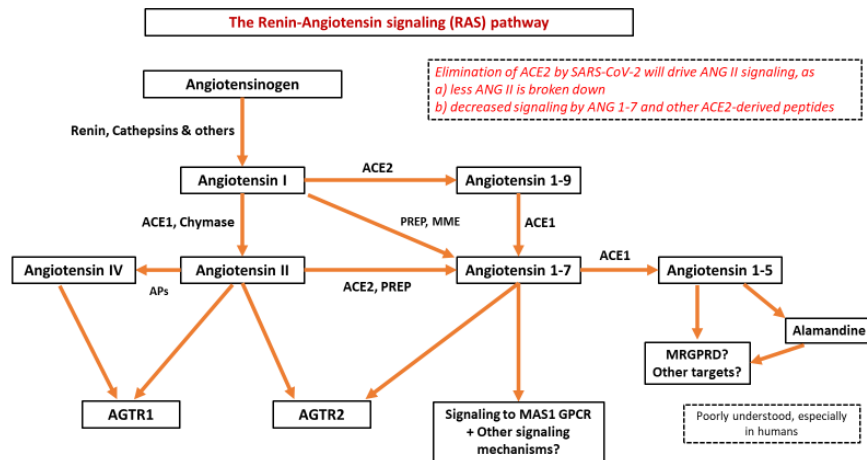 The Renin-Angiotensin signaling (RAS) pathway
Elimination of ACE2 by SARS-CoV-2 will drive ANG II signaling, as
a) less ANG II is broken down
b) decreased signaling by ANG 1-7 and other ACE2-derived peptides
Angiotensinogen
Renin, Cathepsins & others
Angiotensin I
ACE2
Angiotensin 1-9
ACE1, Chymase
PREP, MME
ACE1
Angiotensin IV
APs
Angiotensin II
ACE2, PREP
Angiotensin 1-7
ACE1
Angiotensin 1-5
Alamandine
MRGPRD?
Other targets?
AGTR1
AGTR2
Signaling to MAS1 GPCR
+ Other signaling
mechanisms?
Poorly understood, especially
in humans